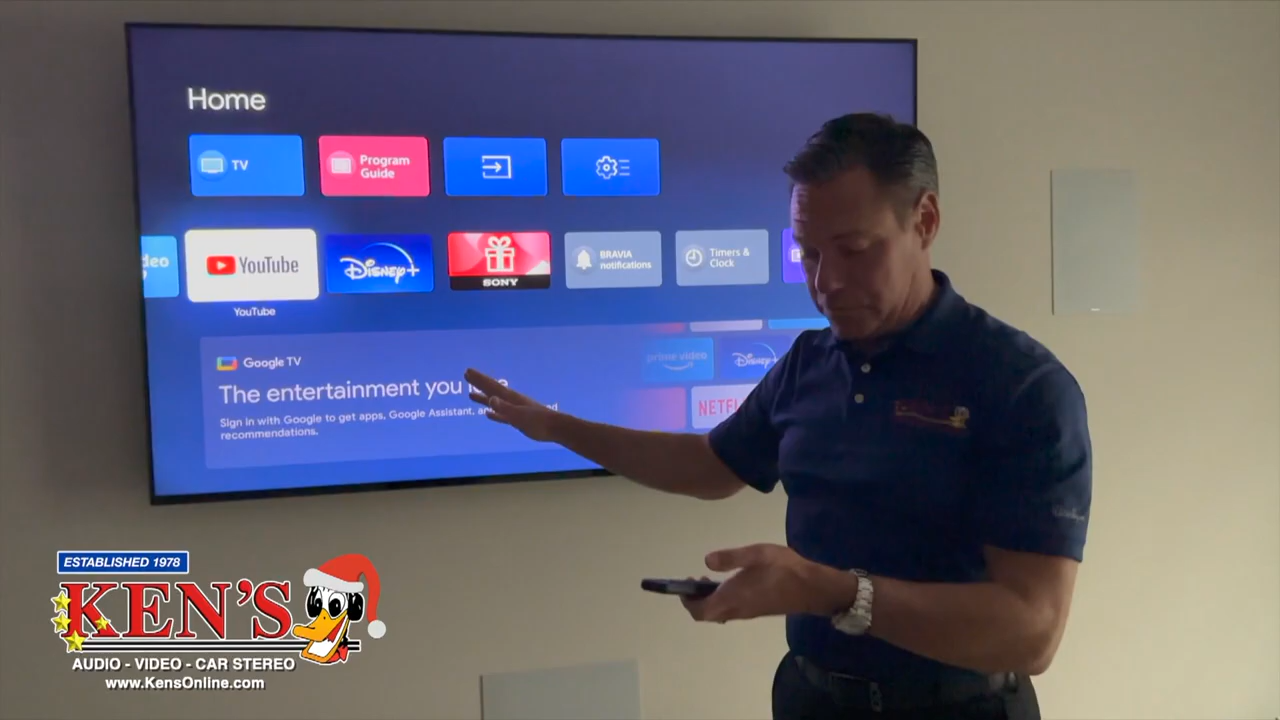 Home
TV
Program
Guide
deo
YouTube
Disney+
SONY
BRAVIA
notifications
Timers &
Clock
YouTube
Google TV
prime video
Disney+
The entertainment you
Sign in with Google to get apps, Google Assistant,
recommendations.
NETFL
ESTABLISHED 1978
KEN'S
AUDIO - VIDEO - CAR STEREO
www.KensOnline.com